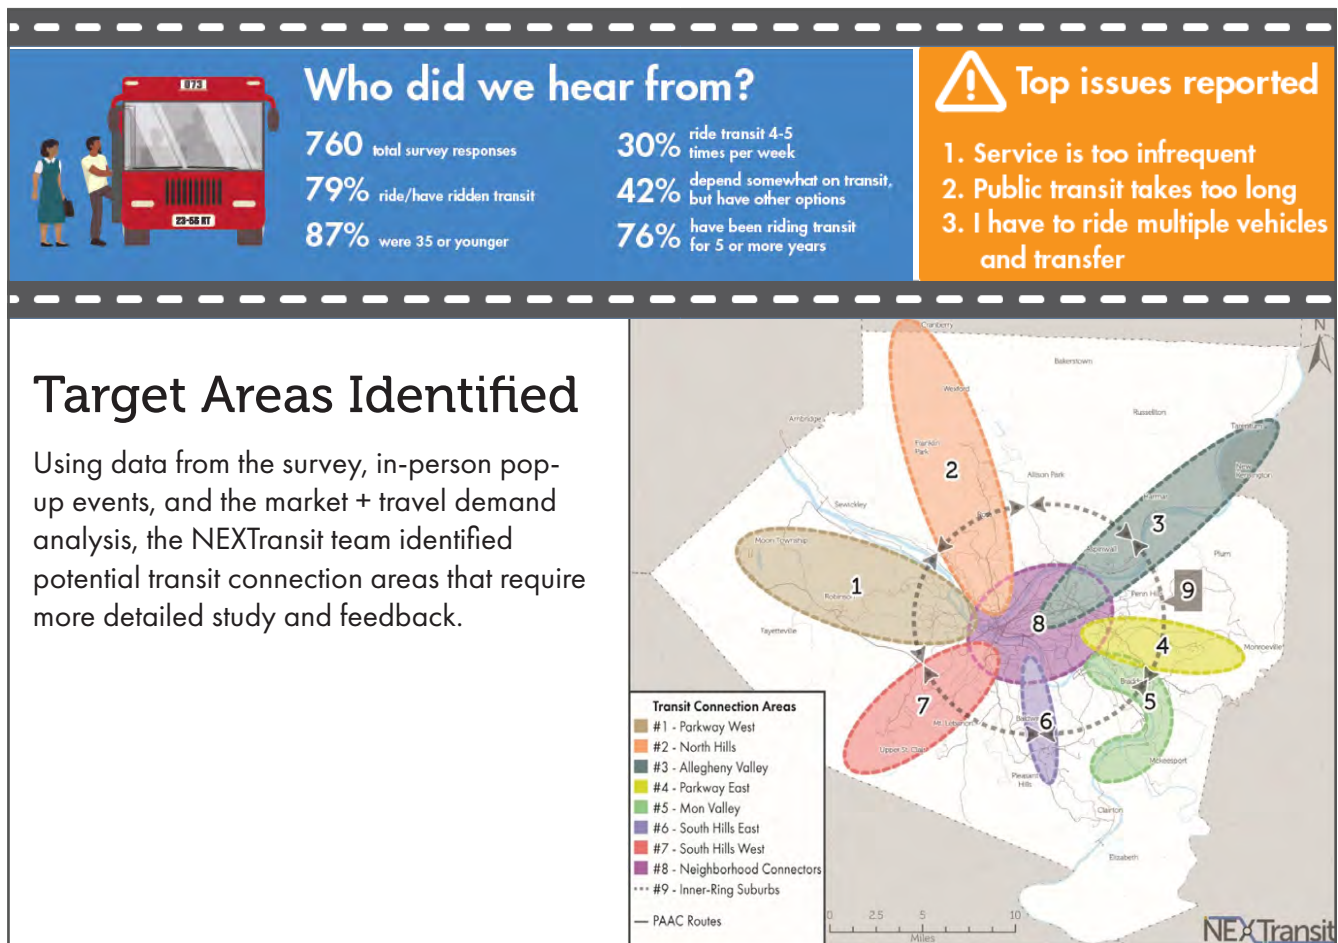 073
23-56 RT
Who did we hear from?
760 total survey responses
79% ride/have ridden transit
87% were 35 or younger
30% ride transit 4-5
times per week
42% depend somewhat on transit,
but have other options
76% have been riding transit
for 5 or more years
Top issues reported
1. Service is too infrequent
2. Public transit takes too long
3. I have to ride multiple vehicles
and transfer
Target Areas Identified
Using data from the survey, in-person pop-
up events, and the market + travel demand
analysis, the NEXTransit team identified
potential transit connection areas that require
more detailed study and feedback.
N
Cranberry
Bakerstown
Wexford
Russellton
Ambridge
Tarentum
Franklin
Park
2
New
Kensington
Allison Park
Sewickley
Harmar
3
Ross
Moon Township
Aspinwall
Plum
1
Robinson
Penn Hills
9
8
Fayetteville
4
Monroeville
Braddock
5
7
Mt. Lebanon
Baldwin
6
Upper St. Clair
McKeesport
Pleasant
Hills
Clairton
Elizabeth
Transit Connection Areas
#1 - Parkway West
#2 - North Hills
#3 - Allegheny Valley
#4 - Parkway East
#5 - Mon Valley
#6 - South Hills East
#7 - South Hills West
#8 - Neighborhood Connectors
#9 - Inner-Ring Suburbs
PAAC Routes
0 2.5 5 10
Miles
NEXTransit